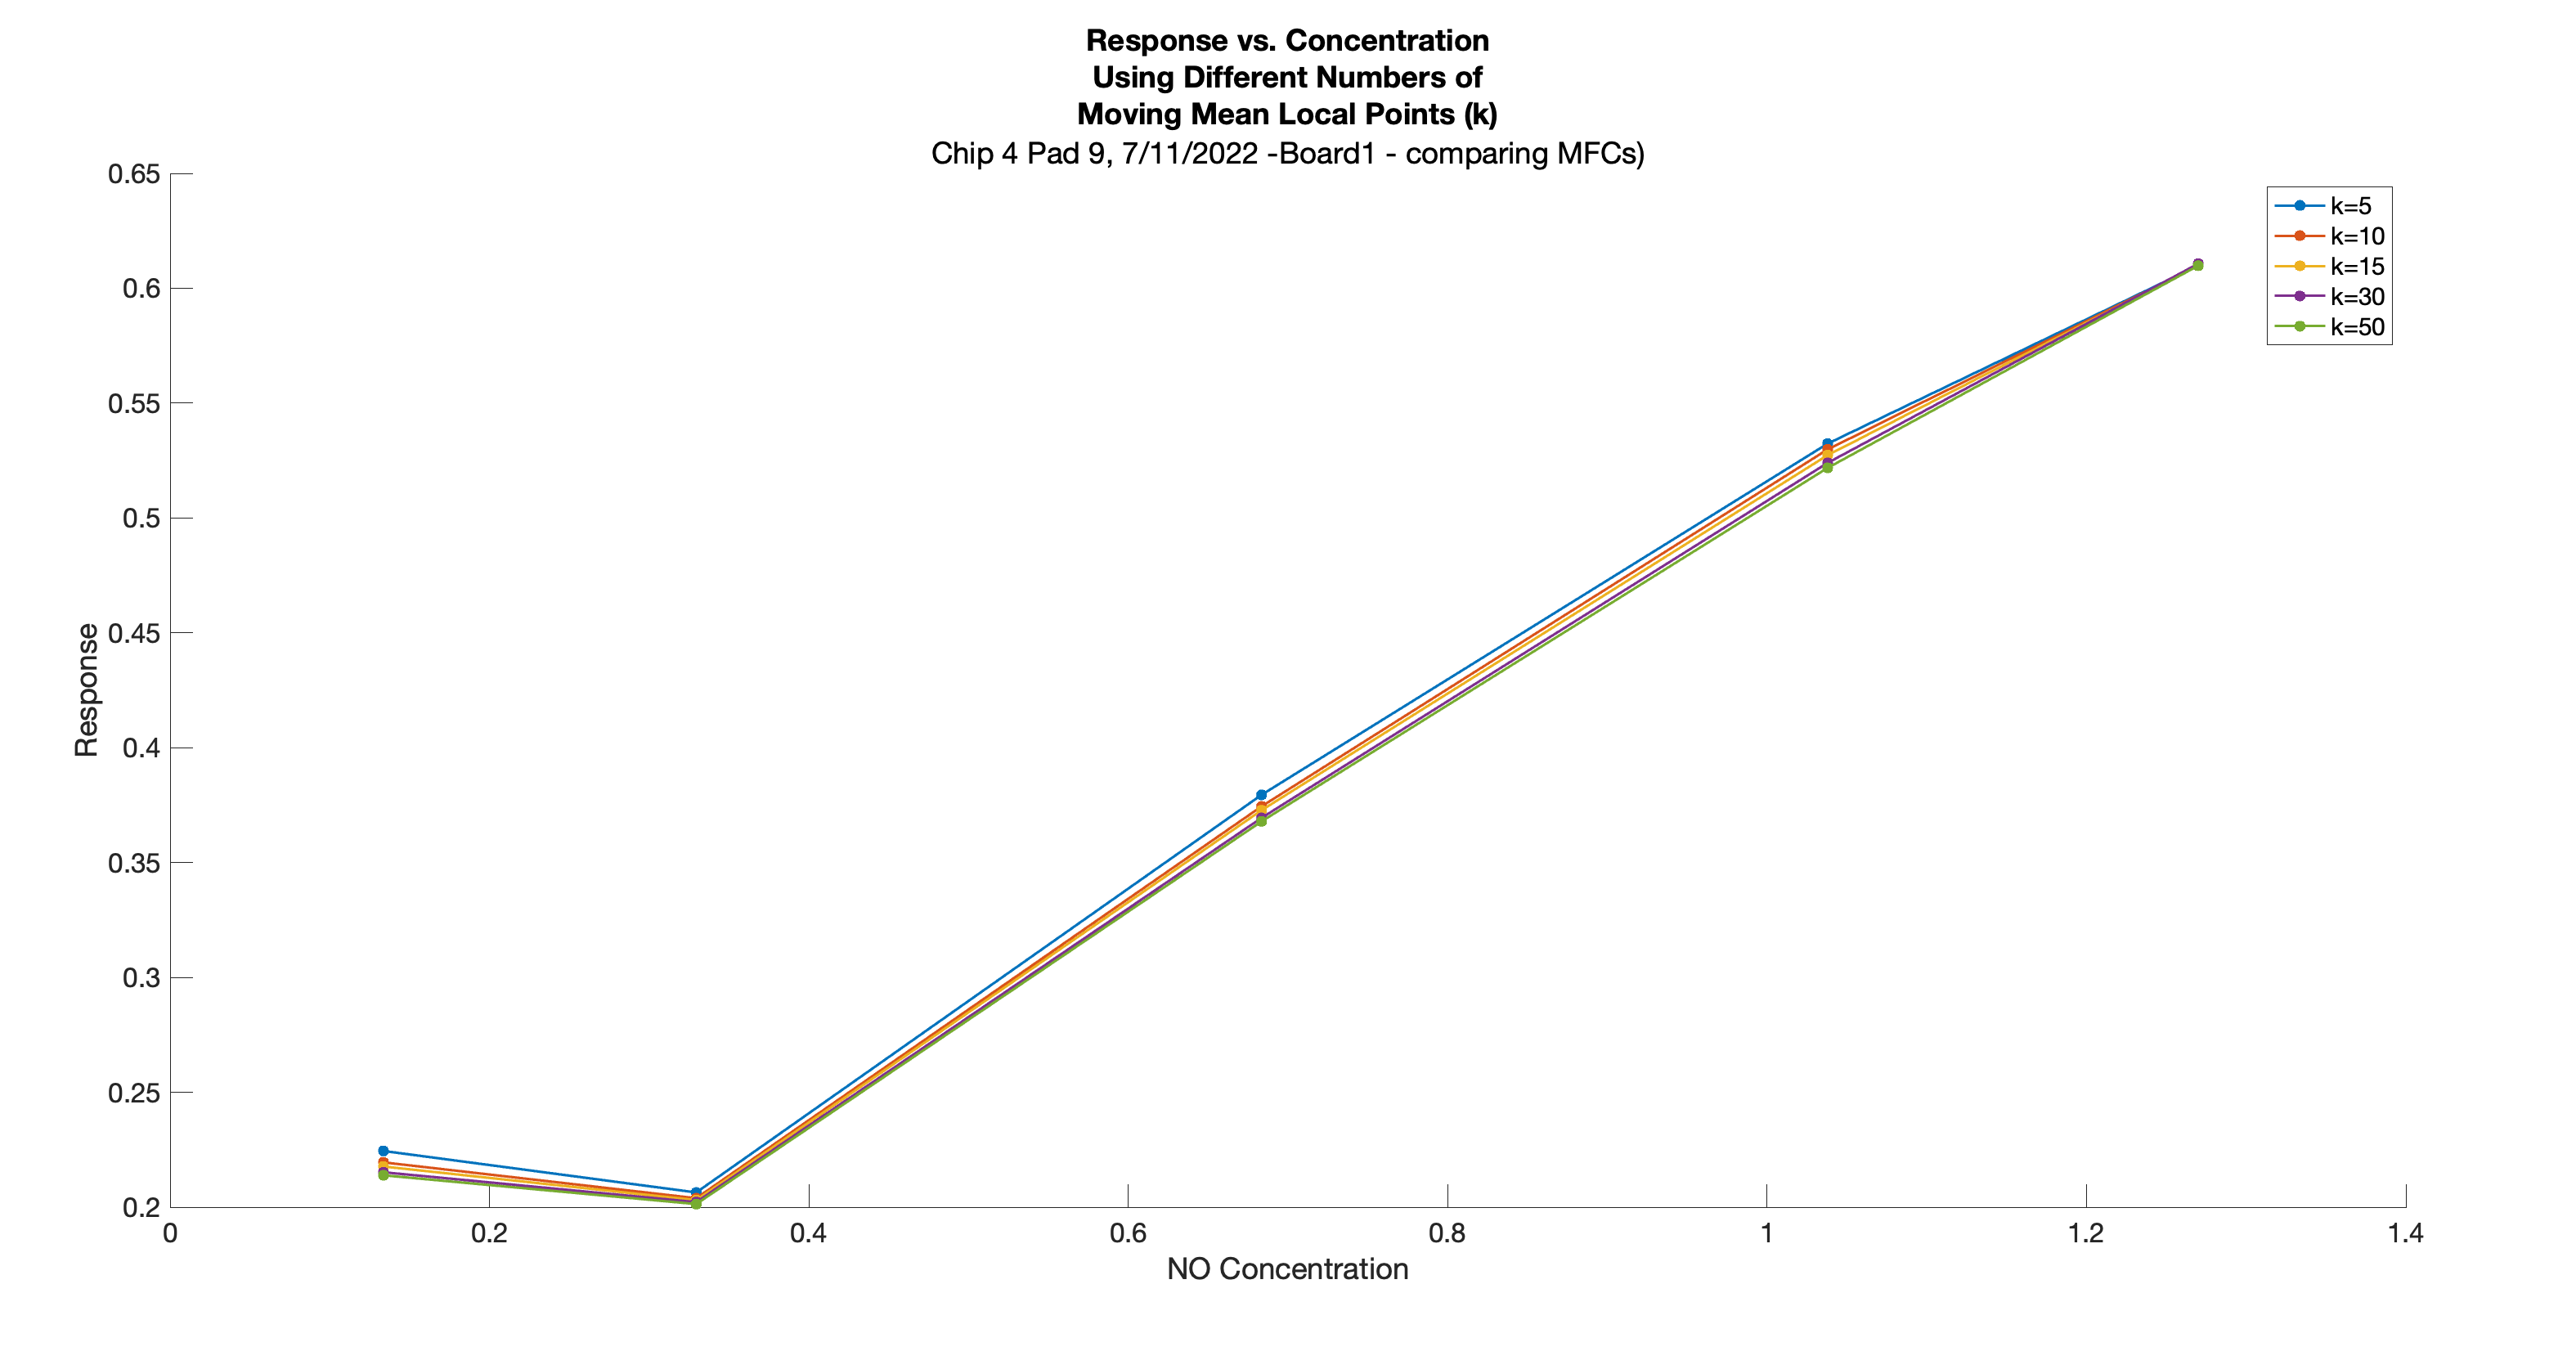 Response vs. Concentration
Using Different Numbers of
Moving Mean Local Points (k)
Chip 4 Pad 9, 7/11/2022 -Board1 - comparing MFCs)
0.65
0.6
0.55
0.5
0.45
0.4
0.35
0.3
0.25
0.2
Response
k=5
k=10
k=15
k=30
k=50
0 0.2 0.4 0.6 0.8 1 1.2 1.4
NO Concentration